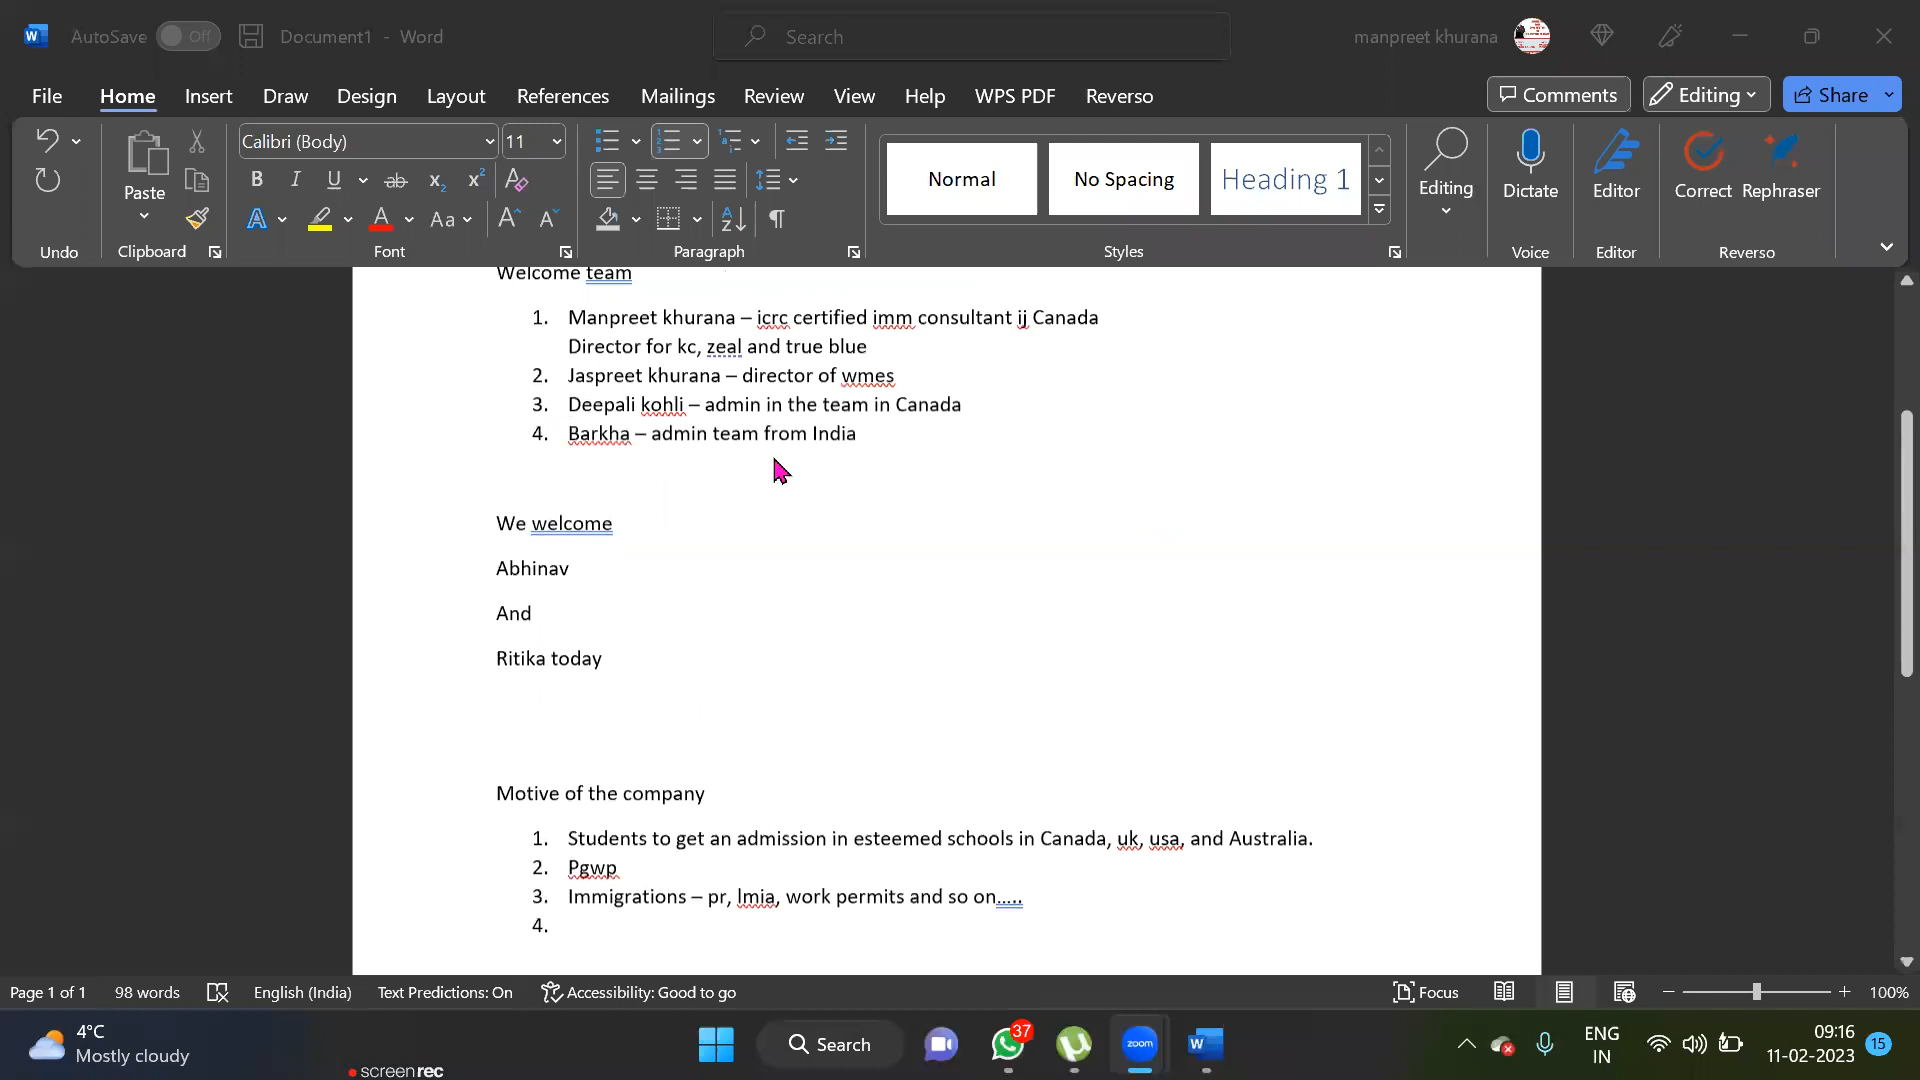 AutoSave Off Document1 - Word Search manpreet khurana
File Home Insert Draw Design Layout References Mailings Review View Help WPS PDF Reverso Comments Editing Share
Calibri (Body) 11
Paste
Normal No Spacing Heading 1
Editing Dictate Editor Correct Rephraser
Undo Clipboard Font Paragraph Styles Voice Editor Reverso
Welcome team
1. Manpreet khurana – icrc certified imm consultant ij Canada
Director for kc, zeal and true blue
2. Jaspreet khurana – director of wmes
3. Deepali kohli – admin in the team in Canada
4. Barkha – admin team from India
We welcome
Abhinav
And
Ritika today
Motive of the company
1. Students to get an admission in esteemed schools in Canada, uk, usa, and Australia.
2. Pgwp
3. Immigrations – pr, lmia, work permits and so on…..
4.
Page 1 of 1 98 words English (India) Text Predictions: On Accessibility: Good to go Focus 100%
4°C
Mostly cloudy
Search
37
zoom
ENG
IN
09:16
11-02-2023
15
screenrec